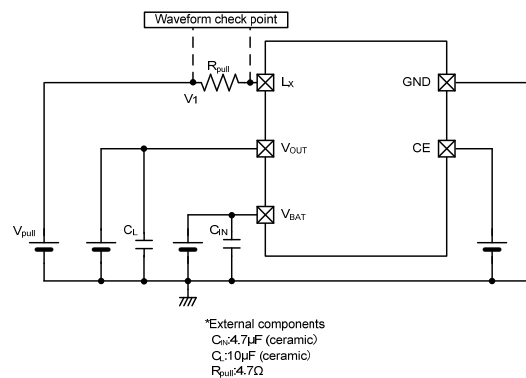 Waveform check point
Rpull
V1
LX
GND
VOUT
CE
VBAT
Vpull
CL
CIN
*External components
CIN:4.7μF (ceramic)
CL:10μF (ceramic)
Rpull:4.7Ω